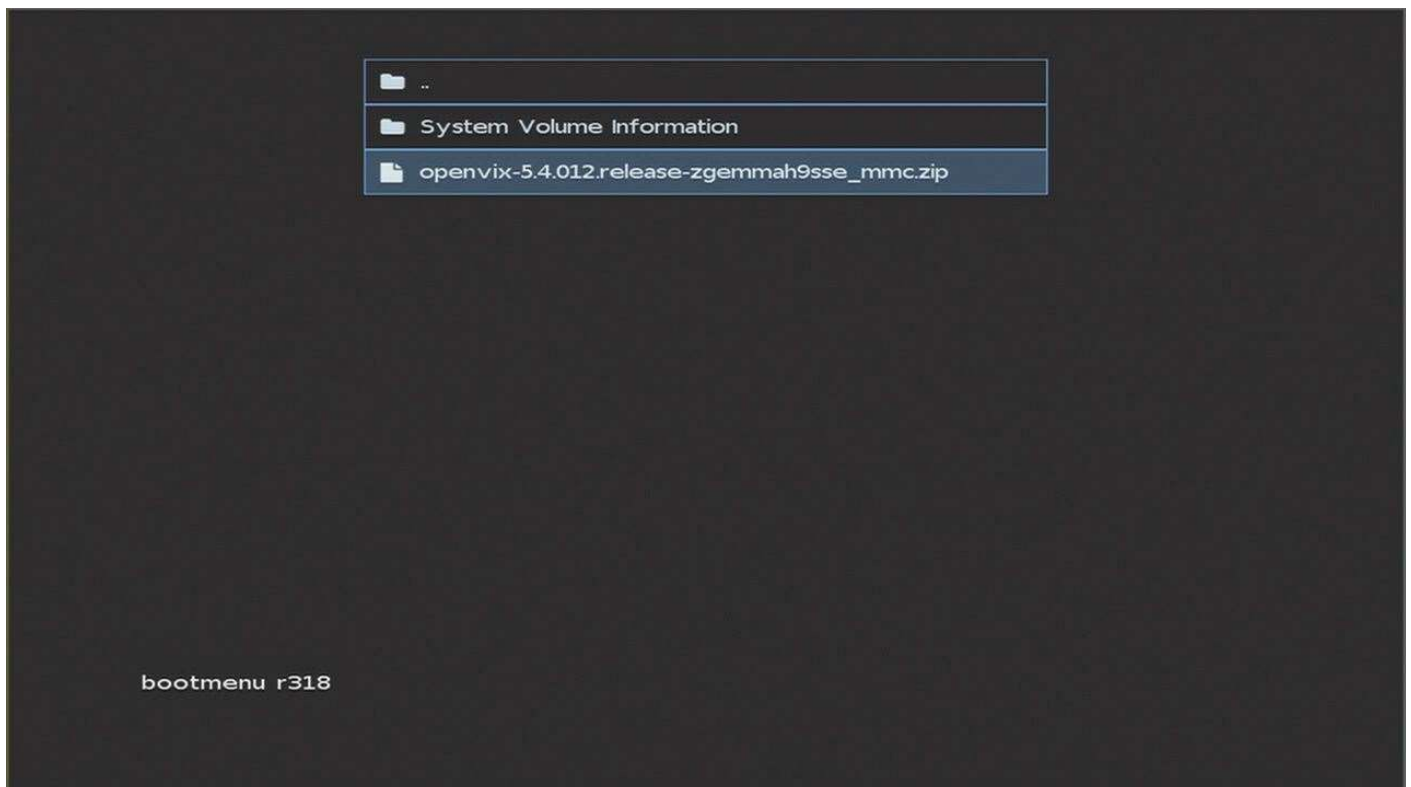 ..
System Volume Information
openvix-5.4.012.release-zgemmah9sse_mmc.zip
bootmenu r318